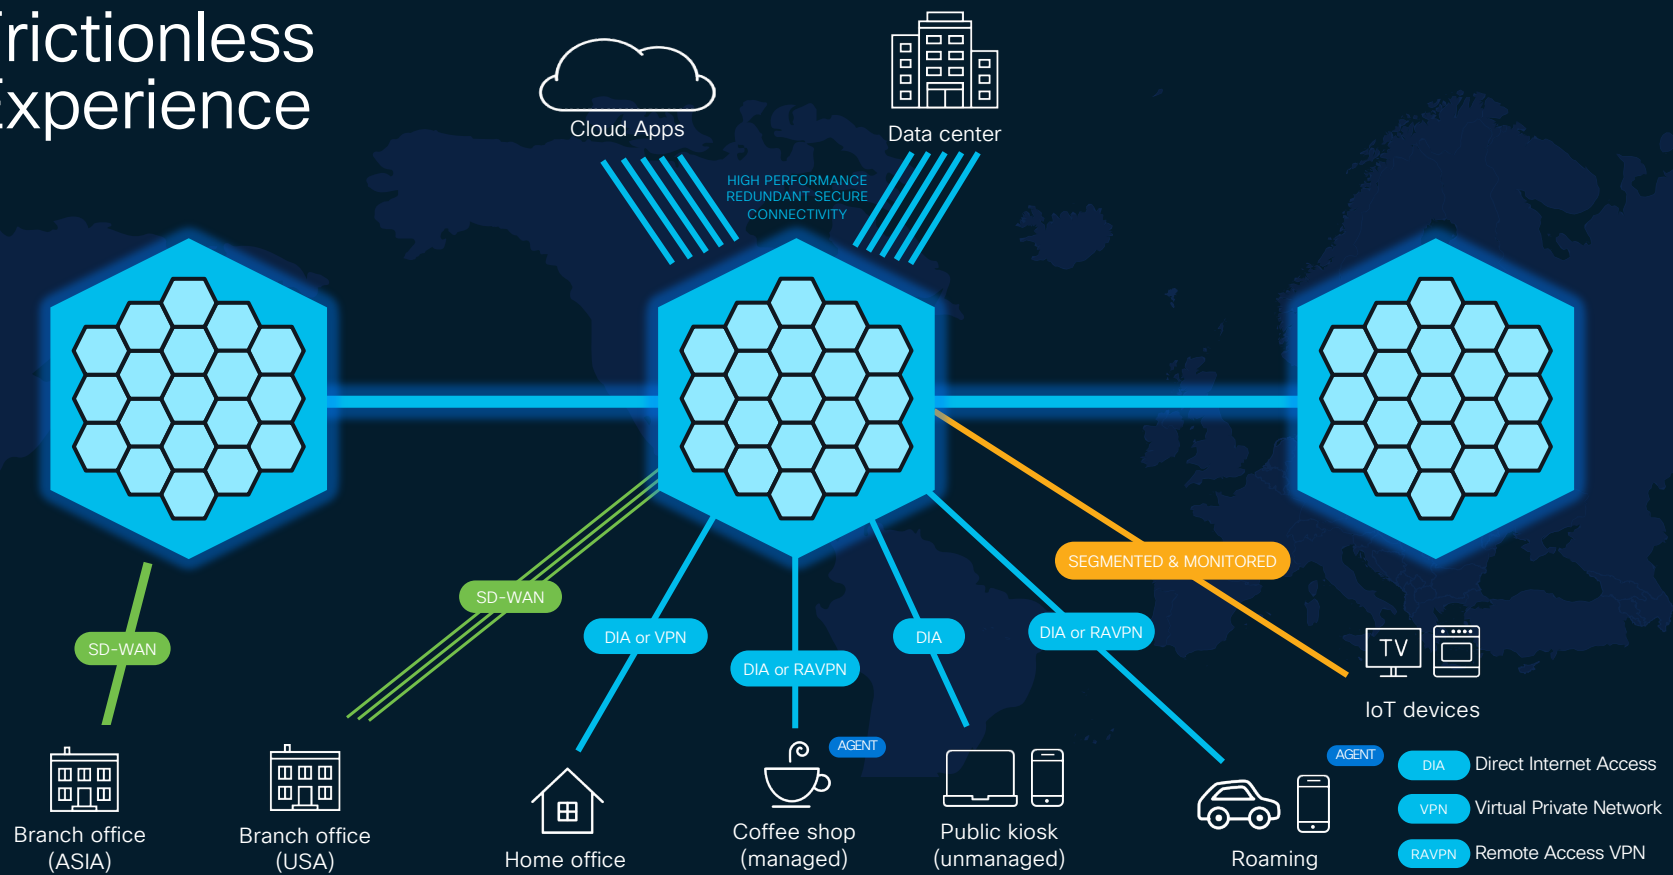 rictionless
xperience
Cloud Apps
Data center
HIGH PERFORMANCE
REDUNDANT SECURE
CONNECTIVITY
SEGMENTED & MONITORED
SD-WAN
SD-WAN
DIA or VPN
DIA or RAVPN
DIA
DIA or RAVPN
TV
IoT devices
AGENT
AGENT
Branch office
(ASIA)
Branch office
(USA)
Home office
Coffee shop
(managed)
Public kiosk
(unmanaged)
Roaming
DIA Direct Internet Access
VPN Virtual Private Network
RAVPN Remote Access VPN